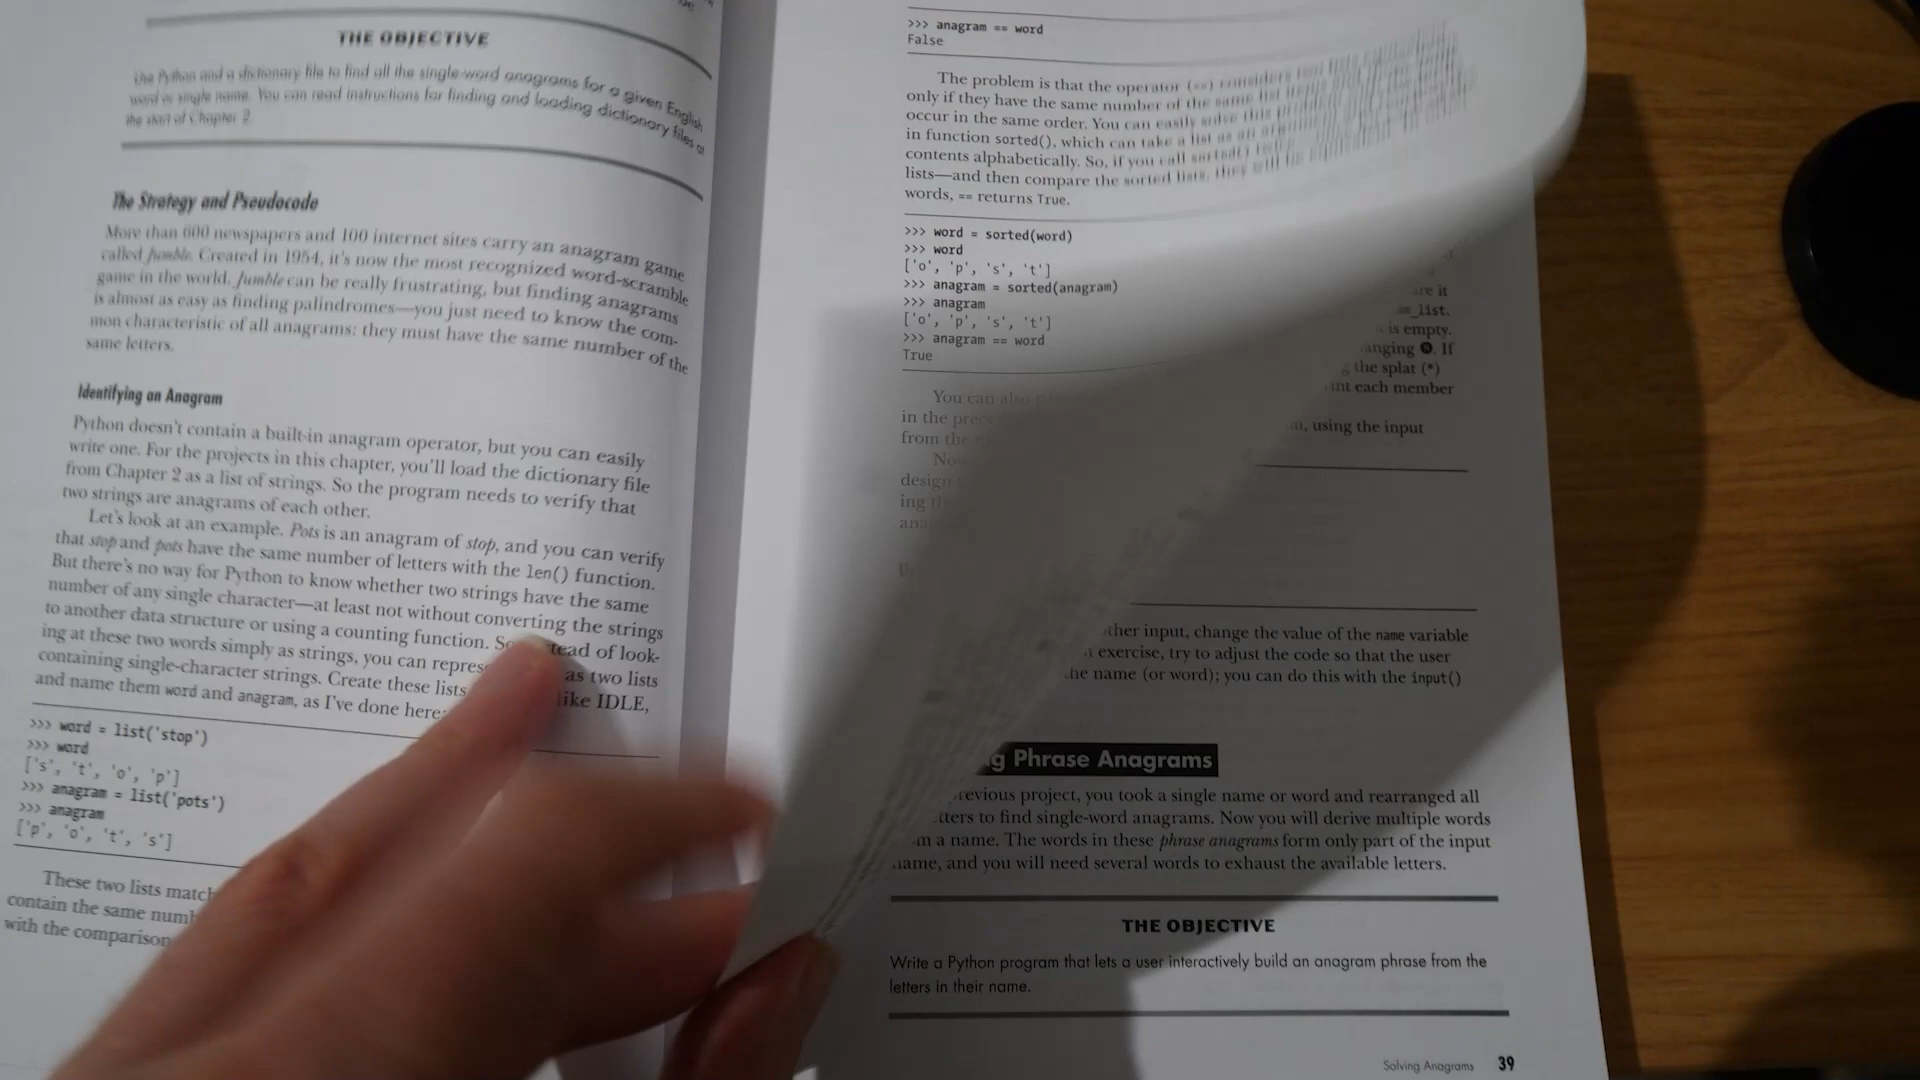 THE OBJECTIVE
Use Python and a dictionary file to find all the single-word anagrams for a given English
word or single name. You can read instructions for finding and loading dictionary files at
the start of Chapter 2.
The Strategy and Pseudocode
More than 600 newspapers and 100 internet sites carry an anagram game
called Jumble. Created in 1954, it's now the most recognized word-scramble
game in the world. Jumble can be really frustrating, but finding anagrams
is almost as easy as finding palindromes—you just need to know the com-
mon characteristic of all anagrams: they must have the same number of the
same letters.
Identifying an Anagram
Python doesn't contain a built-in anagram operator, but you can easily
write one. For the projects in this chapter, you'll load the dictionary file
from Chapter 2 as a list of strings. So the program needs to verify that
two strings are anagrams of each other.
Let's look at an example. Pots is an anagram of stop, and you can verify
that stop and pots have the same number of letters with the len() function.
But there's no way for Python to know whether two strings have the same
number of any single character—at least not without converting the strings
to another data structure or using a counting function. So tead of look-
ing at these two words simply as strings, you can repres as two lists
containing single-character strings. Create these lists like IDLE,
and name them word and anagram, as I've done here:
>>> word = list('stop')
>>> word
['s', 't', 'o', 'p']
>>> anagram = list('pots')
>>> anagram
['p', 'o', 't', 's']
These two lists match
contain the same numb
with the comparison
>>> anagram == word
False
The problem is that the operator (==) considers two lists
only if they have the same number of the same list items
occur in the same order. You can easily solve this
in function sorted(), which can take a list as an
contents alphabetically. So, if you call sorted()
lists—and then compare the sorted lists, they will be
words, == returns True.
>>> word = sorted(word)
>>> word
['o', 'p', 's', 't']
>>> anagram = sorted(anagram)
>>> anagram
['o', 'p', 's', 't']
>>> anagram == word
True
You can also
in the prece
from the
Now
design
ing th
ana
re it
am_list.
is empty.
anging If
the splat (*)
int each member
, using the input
ther input, change the value of the name variable
exercise, try to adjust the code so that the user
he name (or word); you can do this with the input()
g Phrase Anagrams
revious project, you took a single name or word and rearranged all
tters to find single-word anagrams. Now you will derive multiple words
m a name. The words in these phrase anagrams form only part of the input
name, and you will need several words to exhaust the available letters.
THE OBJECTIVE
Write a Python program that lets a user interactively build an anagram phrase from the
letters in their name.
Solving Anagrams 39